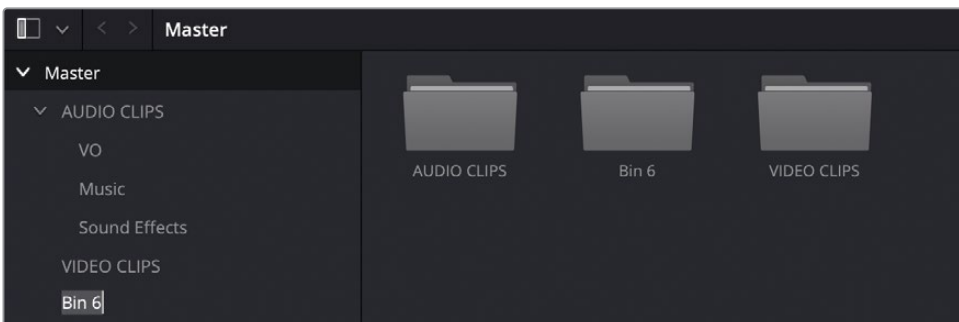 Master
Master
AUDIO CLIPS
VO
Music
Sound Effects
VIDEO CLIPS
Bin 6
AUDIO CLIPS
Bin 6
VIDEO CLIPS